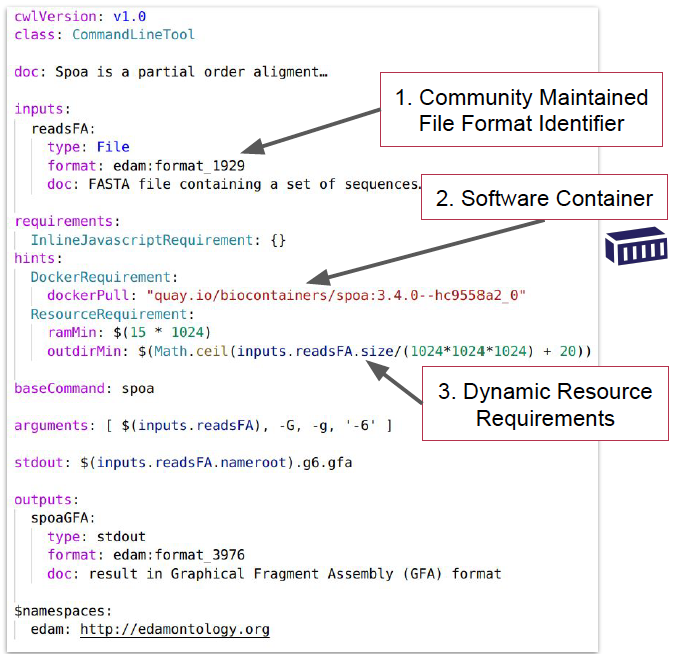 cwlVersion: v1.0
class: CommandLineTool
doc: Spoa is a partial order aligment…
1. Community Maintained
File Format Identifier
inputs:
readsFA:
type: File
format: edam:format_1929
doc: FASTA file containing a set of sequences…
2. Software Container
requirements:
InlineJavascriptRequirement: {}
hints:
DockerRequirement:
dockerPull: "quay.io/biocontainers/spoa:3.4.0--hc9558a2_0"
ResourceRequirement:
ramMin: $(15 * 1024)
outdirMin: $(Math.ceil(inputs.readsFA.size/(1024*1024*1024) + 20))
3. Dynamic Resource
Requirements
baseCommand: spoa
arguments: [ $(inputs.readsFA), -G, -g, '-6' ]
stdout: $(inputs.readsFA.nameroot).g6.gfa
outputs:
spoaGFA:
type: stdout
format: edam:format_3976
doc: result in Graphical Fragment Assembly (GFA) format
$namespaces:
edam: http://edamontology.org